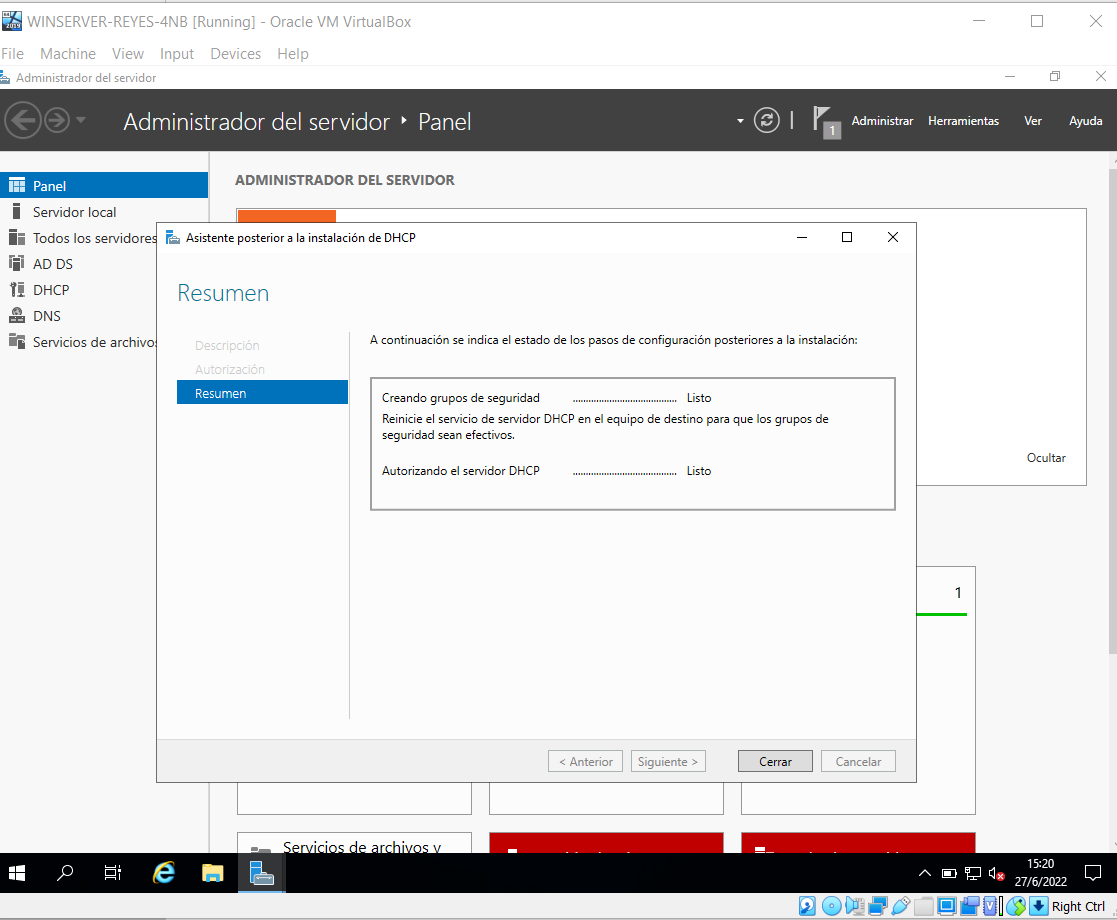 WINSERVER-REYES-4NB [Running] - Oracle VM VirtualBox
File Machine View Input Devices Help
Administrador del servidor
Administrador del servidor ‣ Panel
1
Administrar Herramientas Ver Ayuda
Panel
Servidor local
Todos los servidores
AD DS
DHCP
DNS
Servicios de archivos
ADMINISTRADOR DEL SERVIDOR
Asistente posterior a la instalación de DHCP
Resumen
Descripción
Autorización
Resumen
A continuación se indica el estado de los pasos de configuración posteriores a la instalación:
Creando grupos de seguridad ........................................ Listo
Reinicie el servicio de servidor DHCP en el equipo de destino para que los grupos de
seguridad sean efectivos.
Autorizando el servidor DHCP ........................................ Listo
Ocultar
1
< Anterior Siguiente > Cerrar Cancelar
Servicios de archivos y
15:20
27/6/2022
Right Ctrl